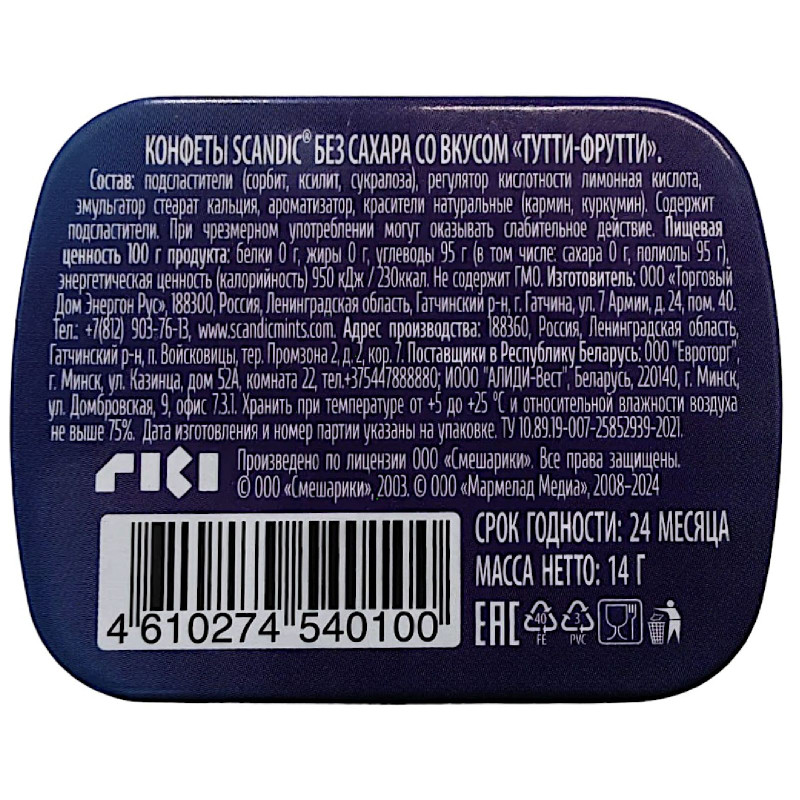 КОНФЕТЫ SCANDIC® БЕЗ САХАРА СО ВКУСОМ «ТУТТИ-ФРУТТИ».
Состав: подсластители (сорбит, ксилит, сукралоза), регулятор кислотности лимонная кислота,
эмульгатор стеарат кальция, ароматизатор, красители натуральные (кармин, куркумин). Содержит
подсластители. При чрезмерном употреблении могут оказывать слабительное действие. Пищевая
ценность 100 г продукта: белки 0 г, жиры 0 г, углеводы 95 г (в том числе: сахара 0 г, полиолы 95 г),
энергетическая ценность (калорийность) 950 кДж / 230ккал. Не содержит ГМО. Изготовитель: ООО «Торговый
Дом Энергон Рус», 188300, Россия, Ленинградская область, Гатчинский р-н, г. Гатчина, ул. 7 Армии, д. 24, пом. 40.
Тел.: +7(812) 903-76-13, www.scandicmints.com. Адрес производства: 188360, Россия, Ленинградская область,
Гатчинский р-н, п. Войсковицы, тер. Промзона 2, д. 2, кор. 7. Поставщики в Республику Беларусь: ООО "Евроторг",
г. Минск, ул. Казинца, дом 52А, комната 22, тел.+375447888880; ИООО "АЛИДИ-Вест", Беларусь, 220140, г. Минск,
ул. Домбровская, 9, офис 7.3.1. Хранить при температуре от +5 до +25 °С и относительной влажности воздуха
не выше 75%. Дата изготовления и номер партии указаны на упаковке. ТУ 10.89.19-007-25852939-2021.
РІКІ
Произведено по лицензии ООО «Смешарики». Все права защищены.
© ООО «Смешарики», 2003. © ООО «Мармелад Медиа», 2008-2024
СРОК ГОДНОСТИ: 24 МЕСЯЦА
МАССА НЕТТО: 14 Г
4 610274 540100
EAC
40
FE
3
PVC